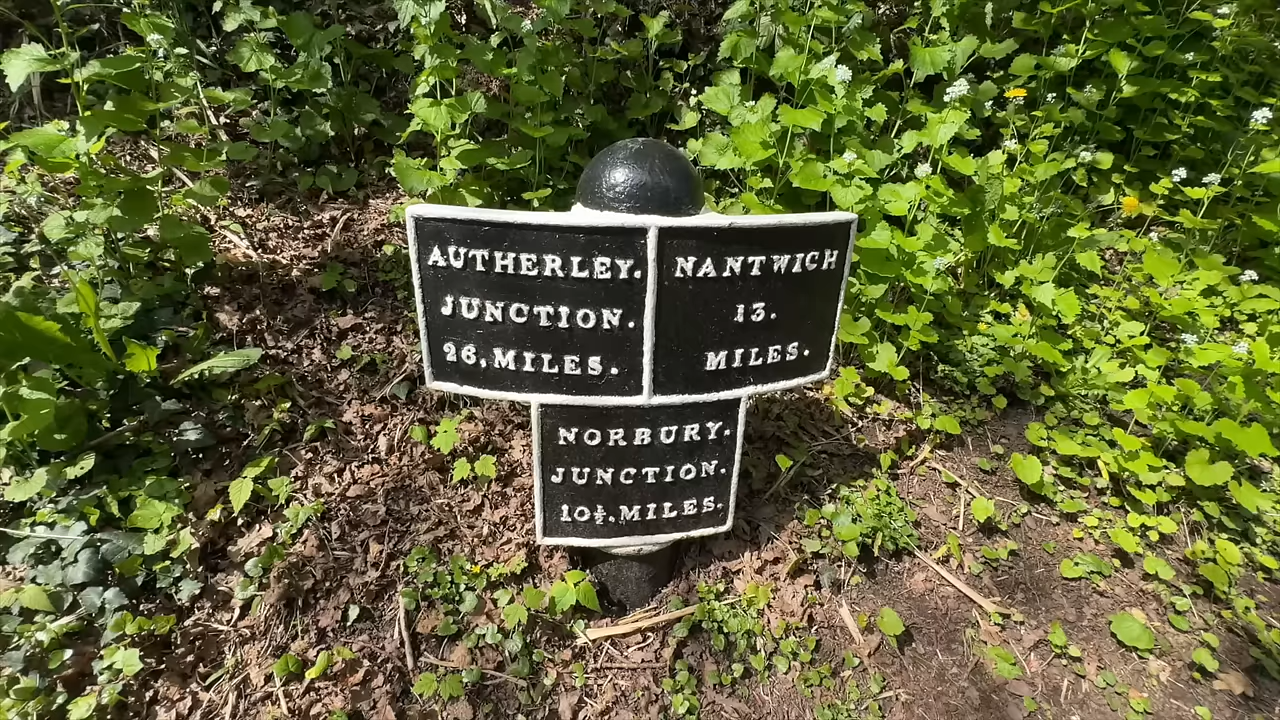 AUTHERLEY.
JUNCTION.
26.MILES.
NANTWICH
13.
MILES.
NORBURY.
JUNCTION.
10½.MILES.